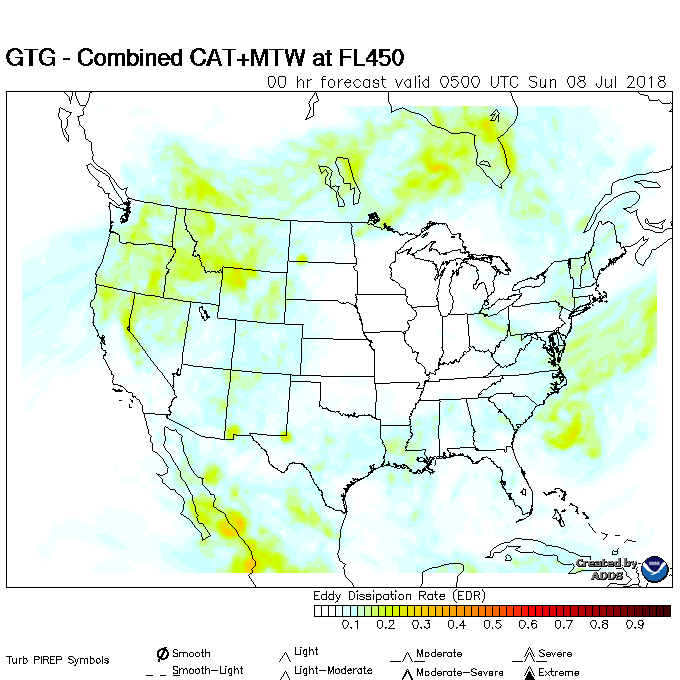 GTG - Combined CAT+MTW at FL450
00 hr forecast valid 0500 UTC Sun 08 Jul 2018
Created by
ADDS
Eddy Dissipation Rate (EDR)
0.1 0.2 0.3 0.4 0.5 0.6 0.7 0.8 0.9
Turb PIREP Symbols
Smooth Light Moderate Severe
Smooth-Light Light-Moderate Moderate-Severe Extreme